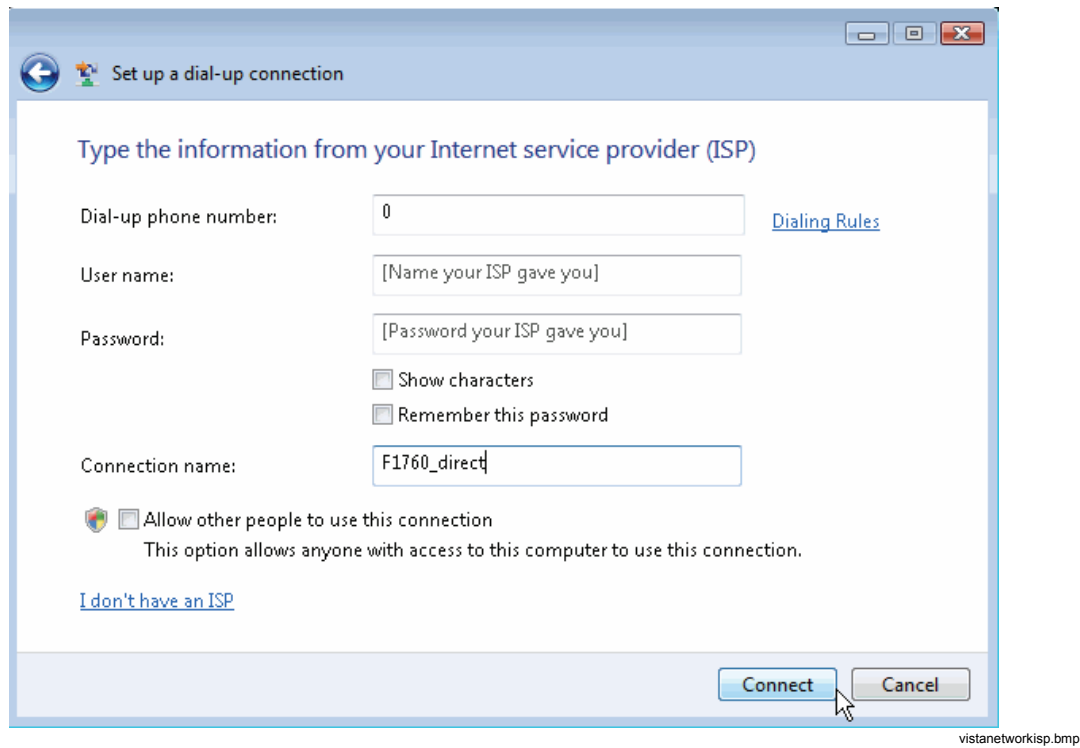 Set up a dial-up connection
Type the information from your Internet service provider (ISP)
Dial-up phone number:
0
Dialing Rules
User name:
[Name your ISP gave you]
Password:
[Password your ISP gave you]
Show characters
Remember this password
Connection name:
F1760_direct
Allow other people to use this connection
This option allows anyone with access to this computer to use this connection.
I don't have an ISP
Connect
Cancel
vistanetworkisp.bmp